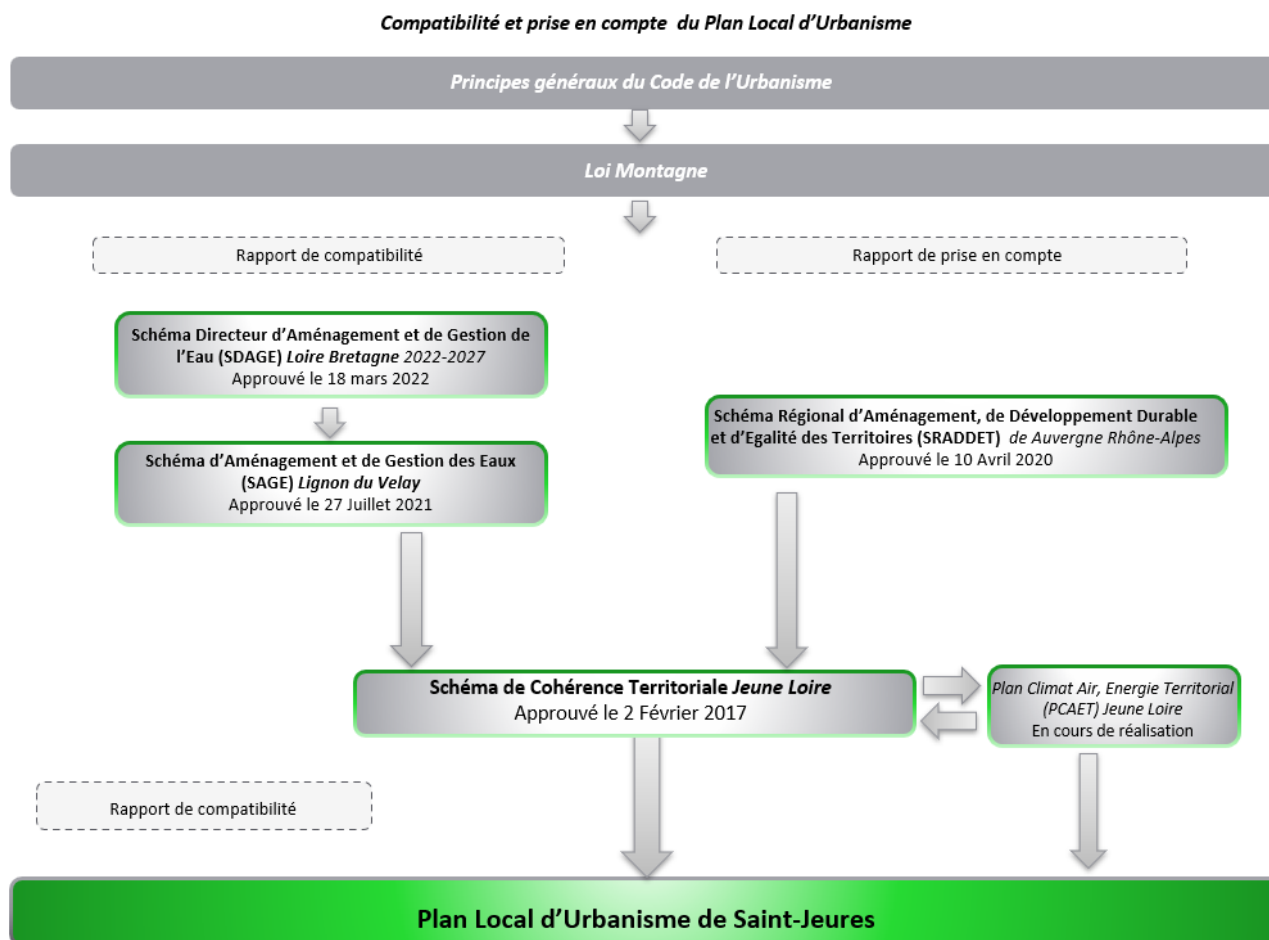 Compatibilité et prise en compte du Plan Local d’Urbanisme
Principes généraux du Code de l’Urbanisme
Loi Montagne
Rapport de compatibilité
Rapport de prise en compte
Schéma Directeur d’Aménagement et de Gestion de
l’Eau (SDAGE) Loire Bretagne 2022-2027
Approuvé le 18 mars 2022
Schéma d’Aménagement et de Gestion des Eaux
(SAGE) Lignon du Velay
Approuvé le 27 Juillet 2021
Schéma Régional d’Aménagement, de Développement Durable
et d’Egalité des Territoires (SRADDET) de Auvergne Rhône-Alpes
Approuvé le 10 Avril 2020
Schéma de Cohérence Territoriale Jeune Loire
Approuvé le 2 Février 2017
Plan Climat Air, Energie Territorial
(PCAET) Jeune Loire
En cours de réalisation
Rapport de compatibilité
Plan Local d’Urbanisme de Saint-Jeures